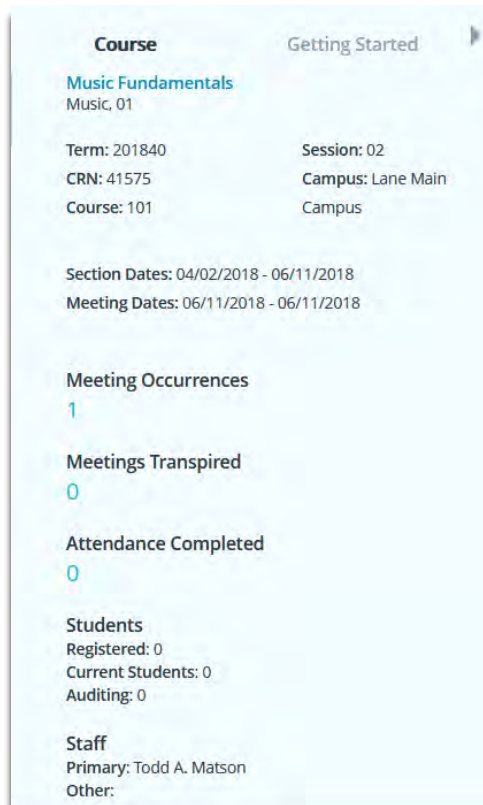 Course Getting Started
Music Fundamentals
Music, 01
Term: 201840 Session: 02
CRN: 41575 Campus: Lane Main
Course: 101 Campus
Section Dates: 04/02/2018 - 06/11/2018
Meeting Dates: 06/11/2018 - 06/11/2018
Meeting Occurrences
1
Meetings Transpired
0
Attendance Completed
0
Students
Registered: 0
Current Students: 0
Auditing: 0
Staff
Primary: Todd A. Matson
Other: